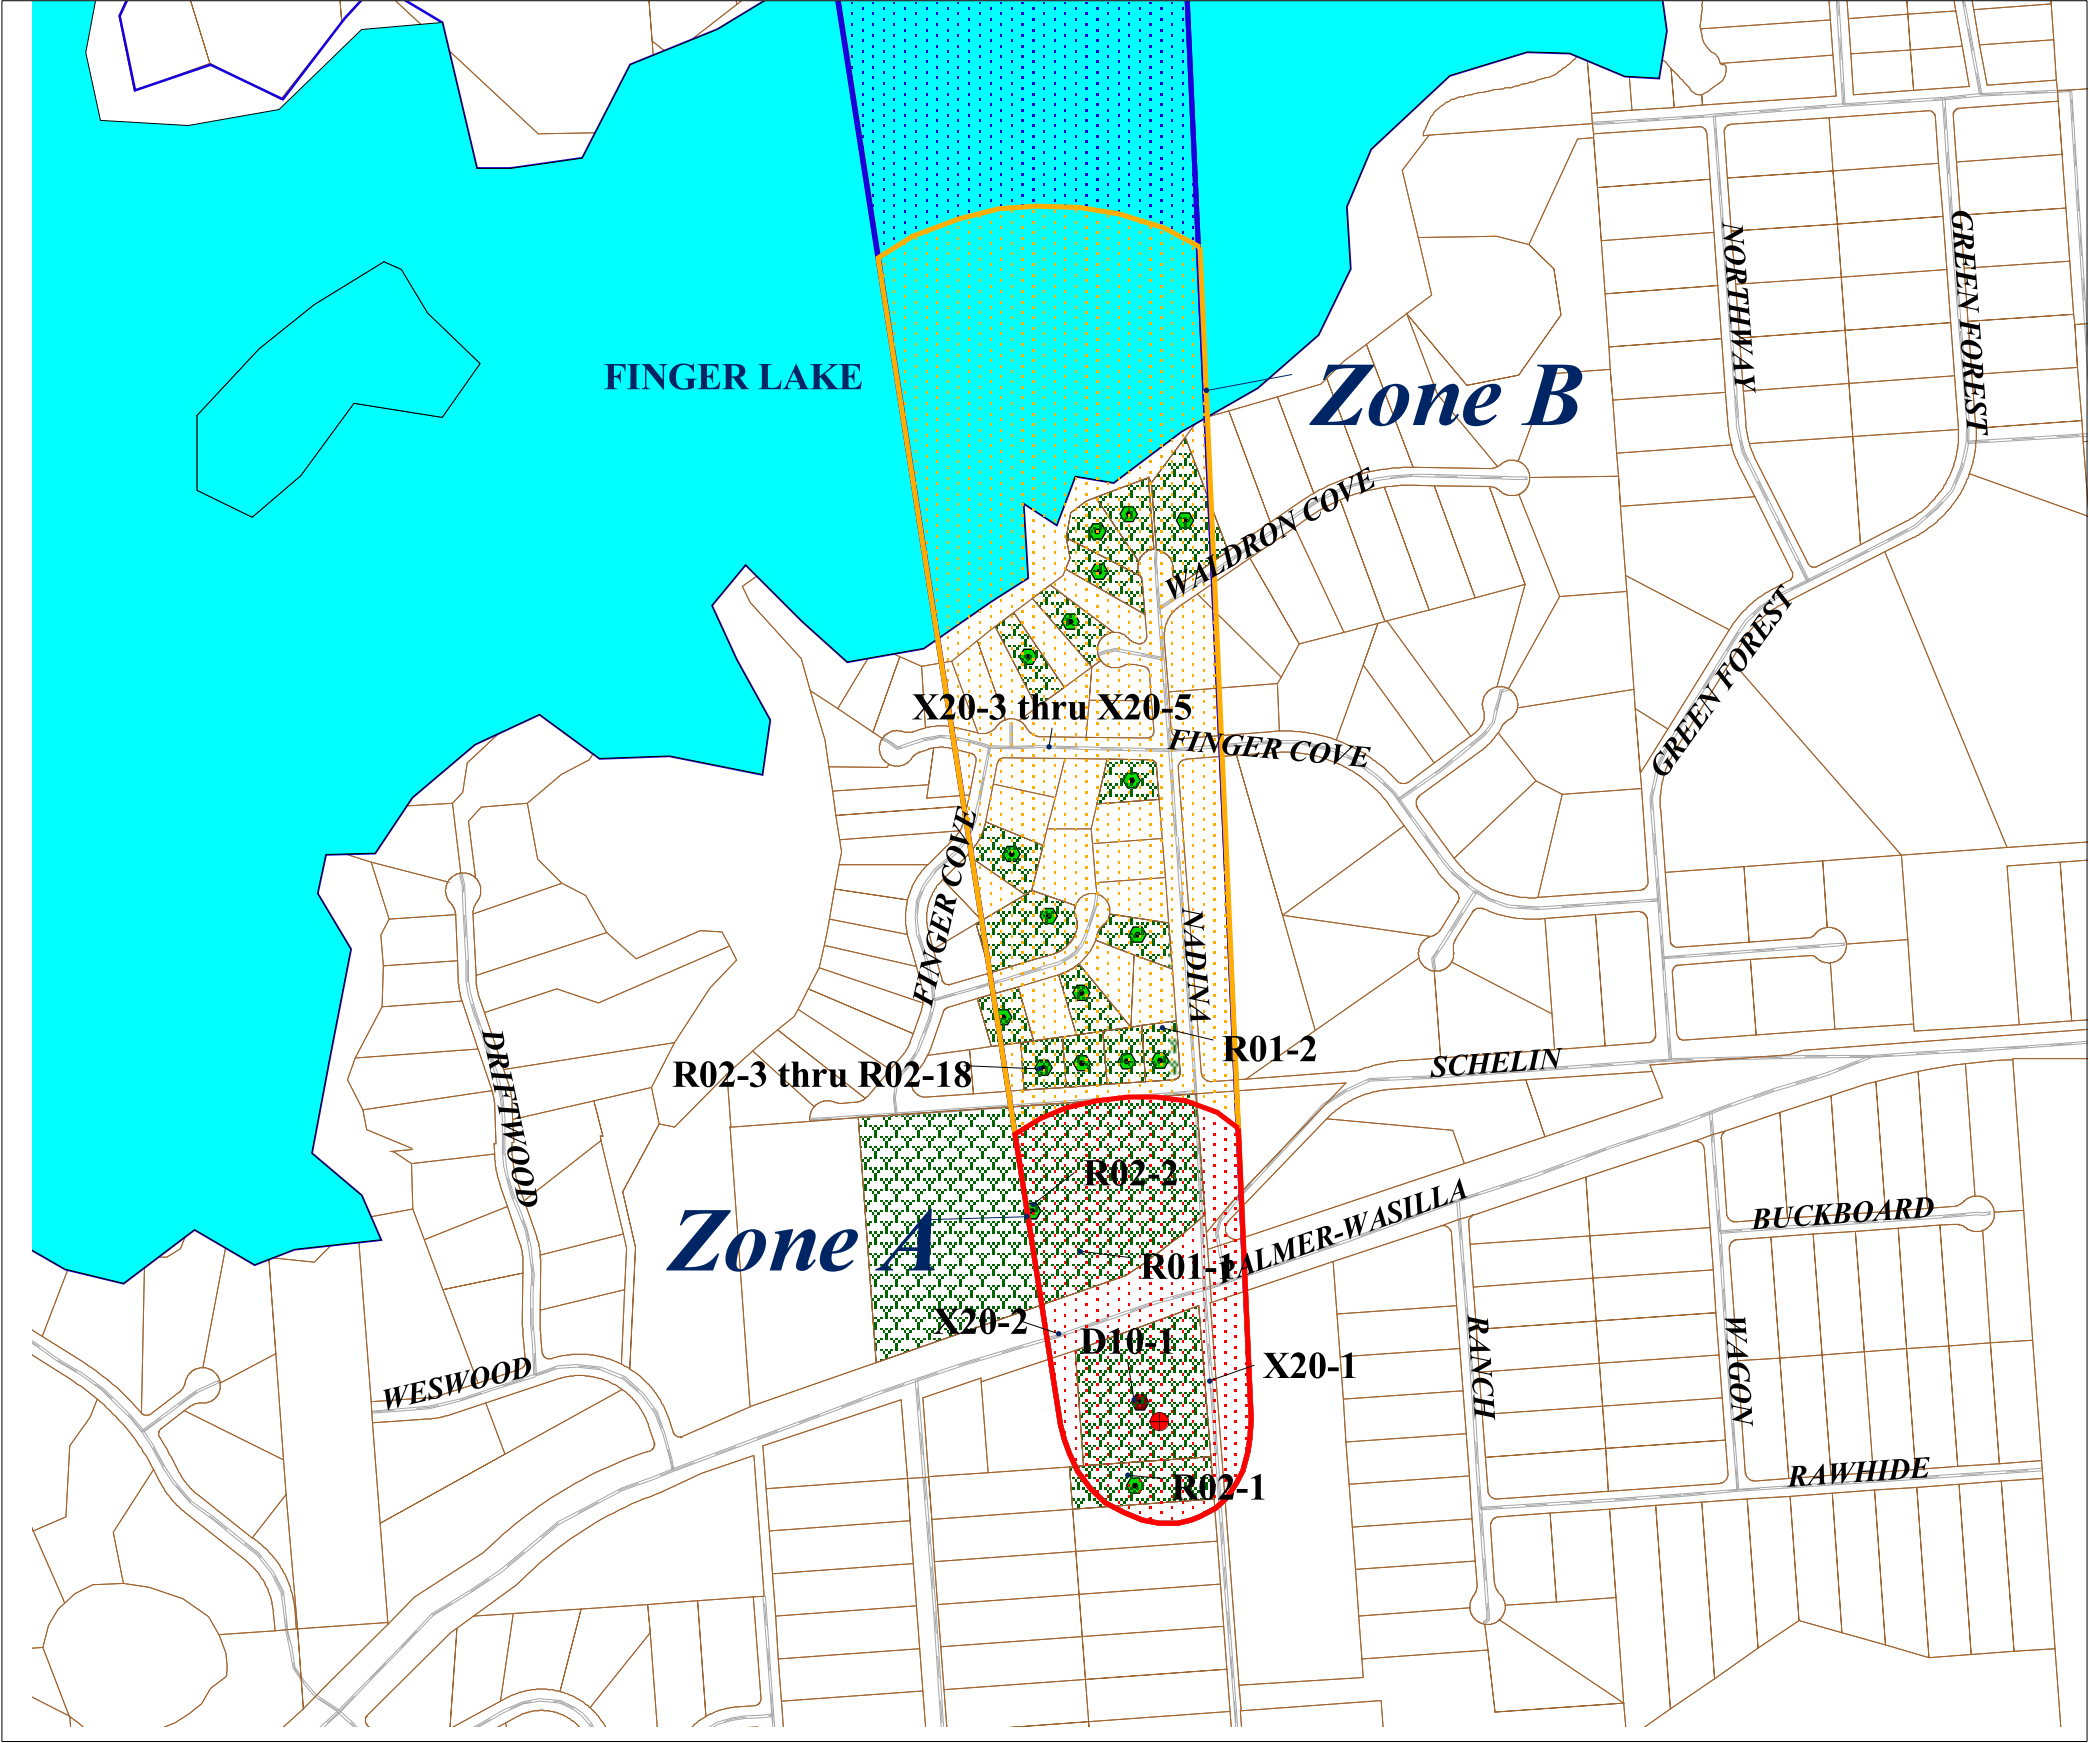 NORTHWAY
GREEN FOREST
FINGER LAKE
Zone B
WALDRON COVE
GREEN FOREST
X20-3 thru X20-5
FINGER COVE
FINGER COVE
NADINA
R01-2
SCHELIN
R02-3 thru R02-18
DRIFTWOOD
R02-2
Zone A
PALMER-WASILLA
BUCKBOARD
R01-1
X20-2
D10-1
X20-1
RANCH
WAGON
WESWOOD
RAWHIDE
R02-1